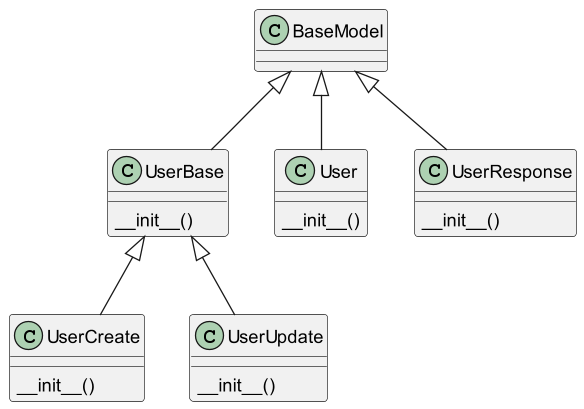 C BaseModel
C UserBase
__init__()
C User
__init__()
C UserResponse
__init__()
C UserCreate
__init__()
C UserUpdate
__init__()